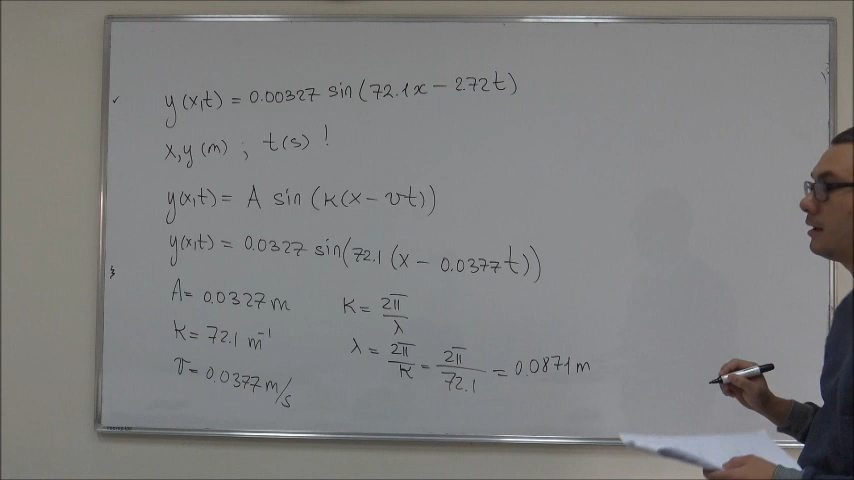 y(x,t) = 0.00327 sin(72.1x - 2.72t)
x,y (m) ; t(s) !
y(x,t) = A sin (K(x - vt))
y(x,t) = 0.0327 sin(72.1 (x - 0.0377t))
A = 0.0327 m
K = 72.1 m⁻¹
v = 0.0377 m/s
K = 2π/λ
λ = 2π/K = 2π/72.1 = 0.0871 m